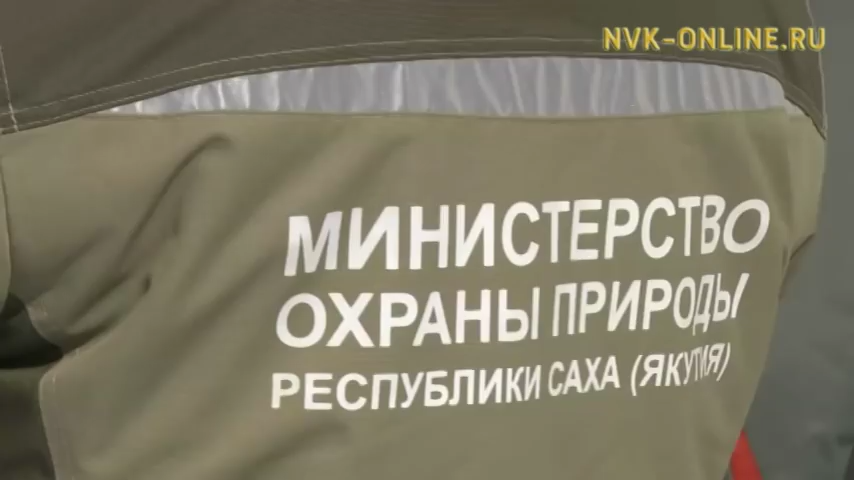 NVK-ONLINE.RU
МИНИСТЕРСТВО
ОХРАНЫ ПРИРОДЫ
РЕСПУБЛИКИ САХА (ЯКУТИЯ)